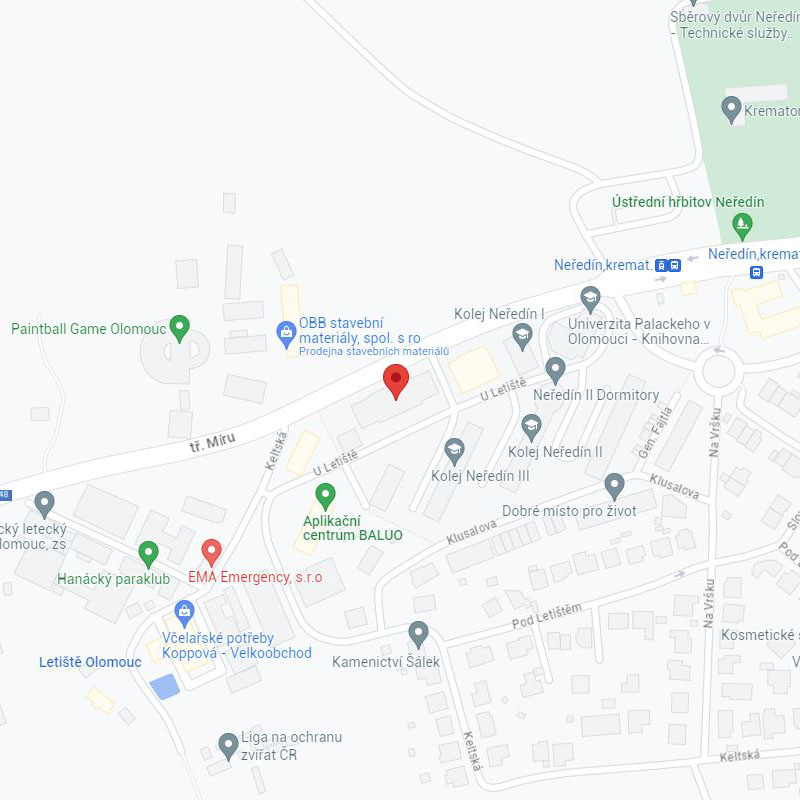 Sběrový dvůr Neředín
- Technické služby...
Kremator
Ústřední hřbitov Neředín
Neředín,kremat.
Neředín,kremat
Kolej Neředín I
Univerzita Palackeho v
Olomouci - Knihovna...
OBB stavební
materiály, spol. s ro
Prodejna stavebních materiálů
Paintball Game Olomouc
U Letiště
Neředín II Dormitory
tř. Míru
Keltská
U Letiště
Kolej Neředín II
Kolej Neředín III
Gen. Fajtla
Na Vršku
Klusalova
Dobré místo pro život
48
cký letecký
lomouc, zs
Aplikační
centrum BALUO
Klusalova
Hanácký paraklub
EMA Emergency, s.r.o
Pod Letištěm
Na Vršku
Včelařské potřeby
Koppová - Velkoobchod
Letiště Olomouc
Kamenictví Šálek
Kosmetické s
Liga na ochranu
zvířat ČR
Keltská
Keltská